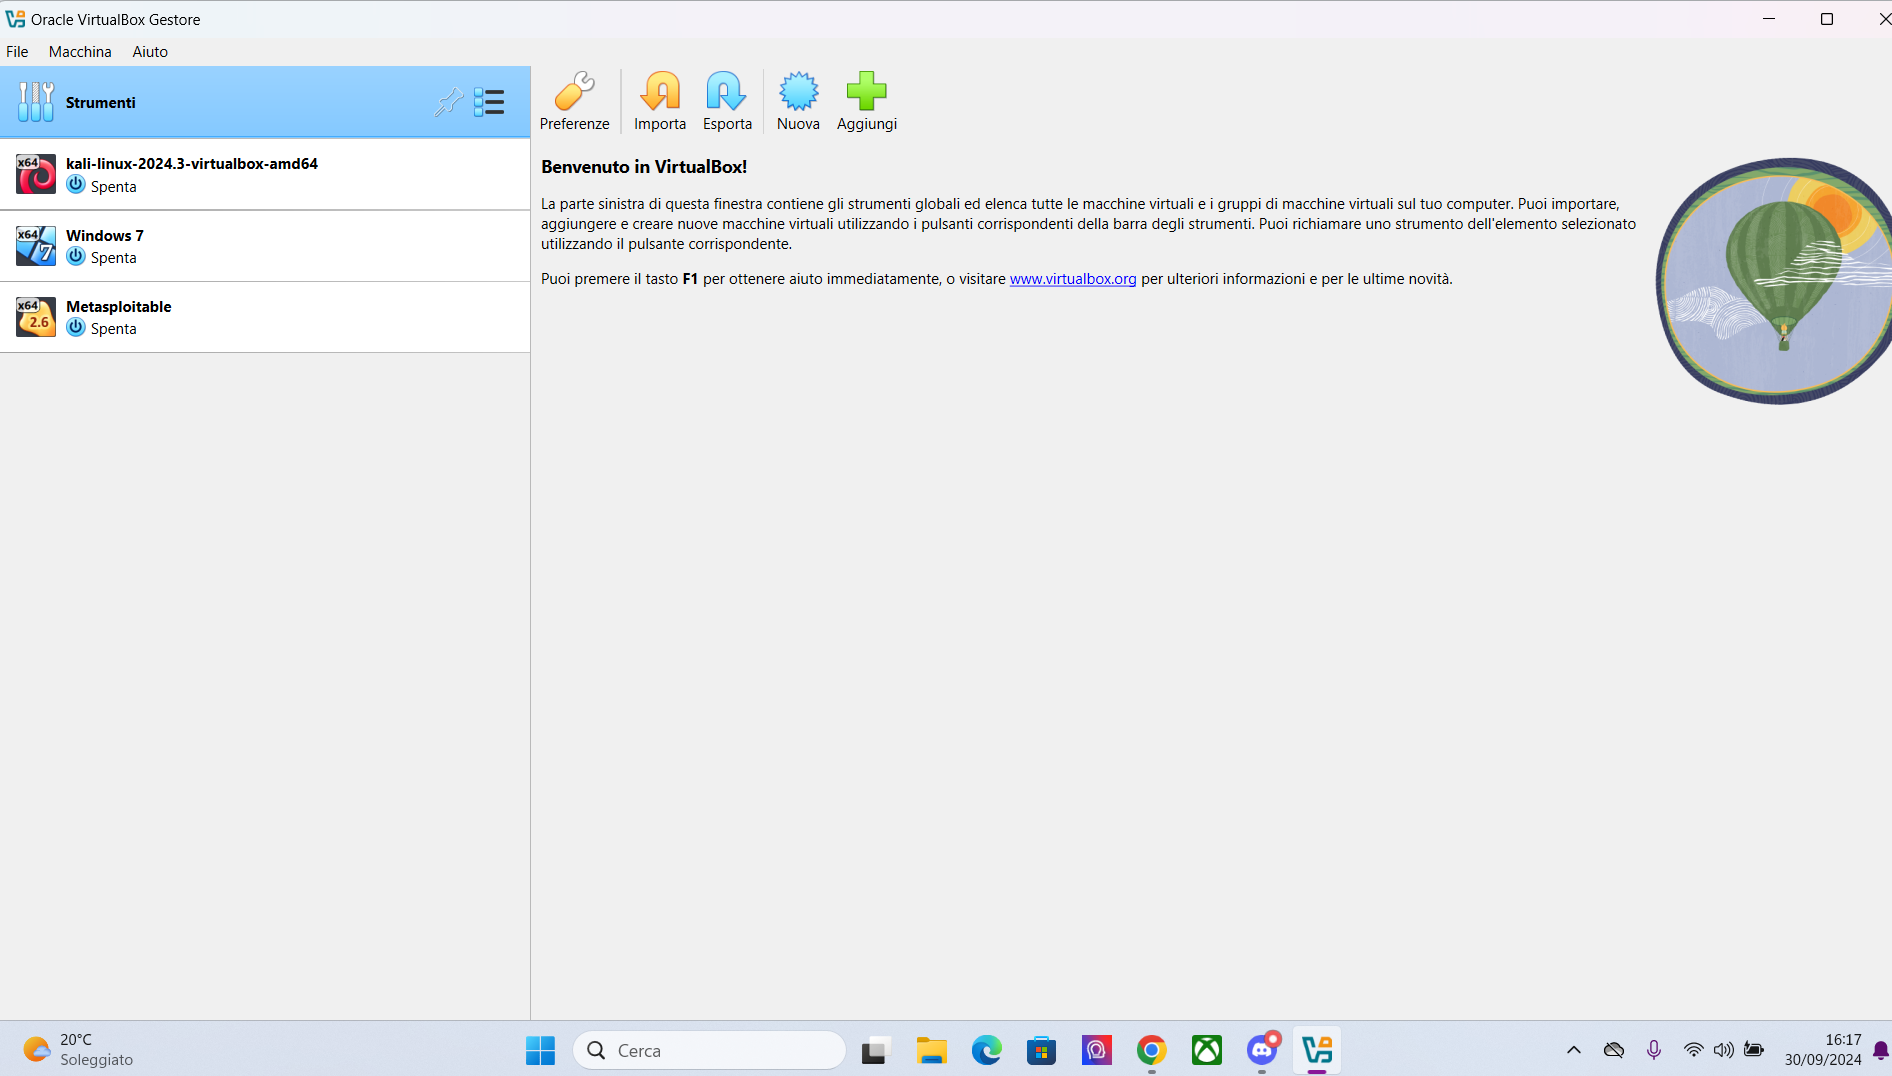 Oracle VirtualBox Gestore
File Macchina Aiuto
Strumenti
Preferenze Importa Esporta Nuova Aggiungi
x64
kali-linux-2024.3-virtualbox-amd64
Spenta
x64
7
Windows 7
Spenta
x64
2.6
Metasploitable
Spenta
Benvenuto in VirtualBox!
La parte sinistra di questa finestra contiene gli strumenti globali ed elenca tutte le macchine virtuali e i gruppi di macchine virtuali sul tuo computer. Puoi importare,
aggiungere e creare nuove macchine virtuali utilizzando i pulsanti corrispondenti della barra degli strumenti. Puoi richiamare uno strumento dell'elemento selezionato
utilizzando il pulsante corrispondente.
Puoi premere il tasto F1 per ottenere aiuto immediatamente, o visitare www.virtualbox.org per ulteriori informazioni e per le ultime novità.
20°C
Soleggiato
Cerca
16:17
30/09/2024